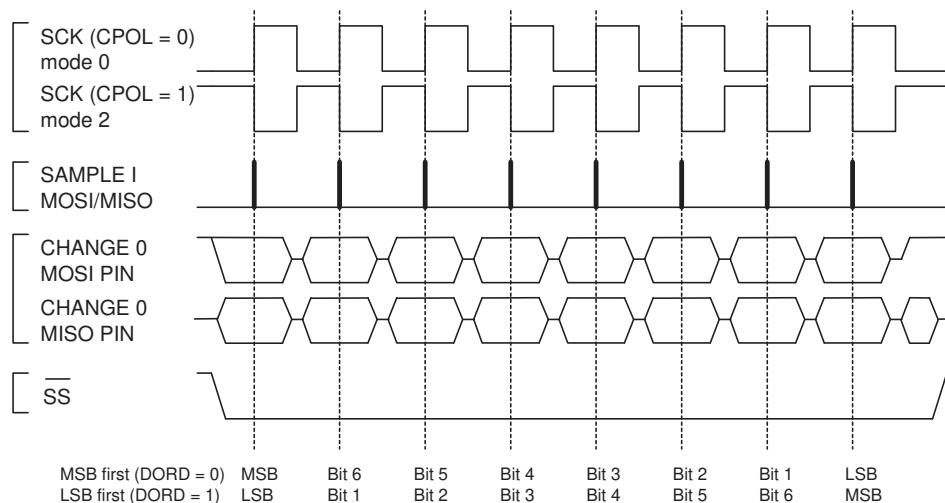 SCK (CPOL = 0)
mode 0
SCK (CPOL = 1)
mode 2
SAMPLE I
MOSI/MISO
CHANGE 0
MOSI PIN
CHANGE 0
MISO PIN
SS
MSB first (DORD = 0) MSB Bit 6 Bit 5 Bit 4 Bit 3 Bit 2 Bit 1 LSB
LSB first (DORD = 1) LSB Bit 1 Bit 2 Bit 3 Bit 4 Bit 5 Bit 6 MSB